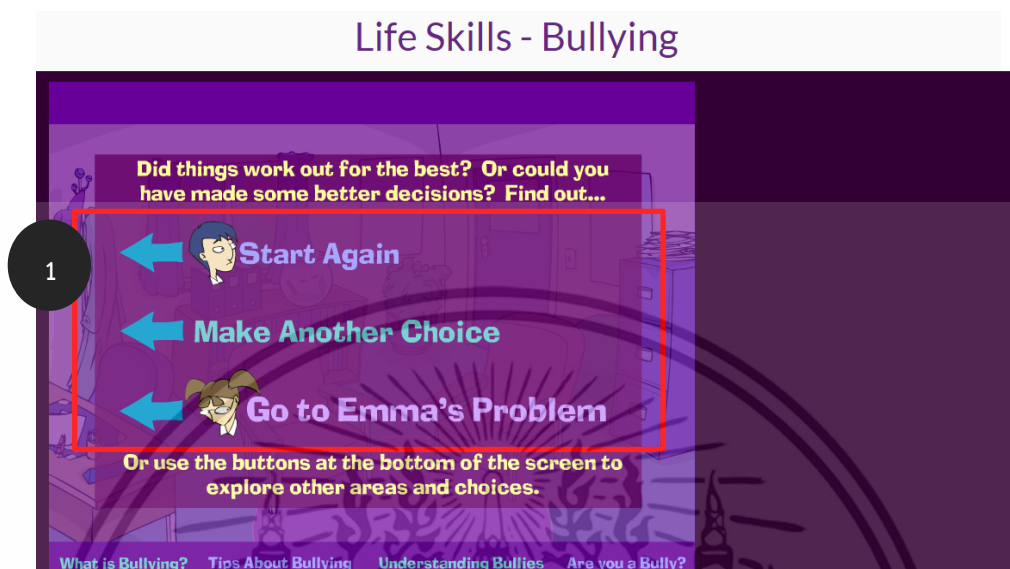 Life Skills - Bullying
Did things work out for the best? Or could you
have made some better decisions? Find out...
1
Start Again
Make Another Choice
Go to Emma's Problem
Or use the buttons at the bottom of the screen to
explore other areas and choices.
What is Bullying? Tips About Bullying Understanding Bullies Are you a Bully?